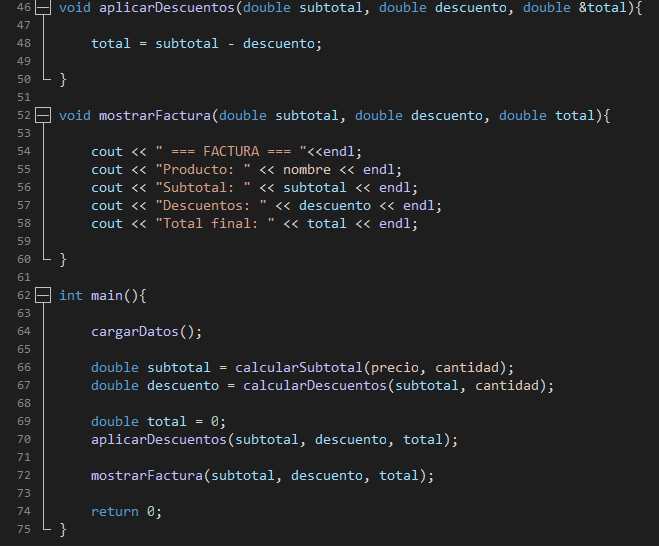 46 void aplicarDescuentos(double subtotal, double descuento, double &total){
47
48 total = subtotal - descuento;
49
50 }
51
52 void mostrarFactura(double subtotal, double descuento, double total){
53
54 cout << " === FACTURA === "<<endl;
55 cout << "Producto: " << nombre << endl;
56 cout << "Subtotal: " << subtotal << endl;
57 cout << "Descuentos: " << descuento << endl;
58 cout << "Total final: " << total << endl;
59
60 }
61
62 int main(){
63
64 cargarDatos();
65
66 double subtotal = calcularSubtotal(precio, cantidad);
67 double descuento = calcularDescuentos(subtotal, cantidad);
68
69 double total = 0;
70 aplicarDescuentos(subtotal, descuento, total);
71
72 mostrarFactura(subtotal, descuento, total);
73
74 return 0;
75 }